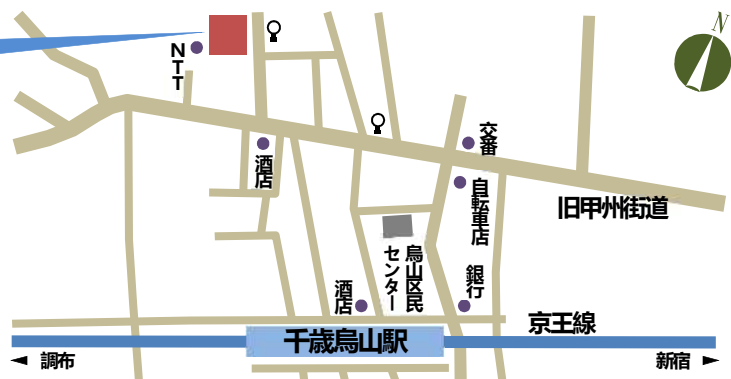 N
NTT
交番
酒店
自転車店
旧甲州街道
烏山区民
センター
銀行
酒店
京王線
千歳烏山駅
調布
新宿